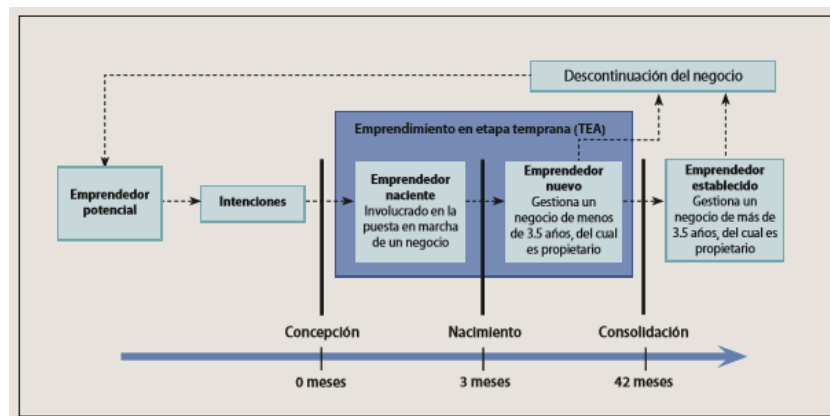 Descontinuación del negocio
Emprendimiento en etapa temprana (TEA)
Emprendedor
potencial
Intenciones
Emprendedor
naciente
Involucrado en la
puesta en marcha
de un negocio
Emprendedor
nuevo
Gestiona un
negocio de menos
de 3.5 años, del cual
es propietario
Emprendedor
establecido
Gestiona un
negocio de más de
3.5 años, del cual es
propietario
Concepción
Nacimiento
Consolidación
0 meses
3 meses
42 meses